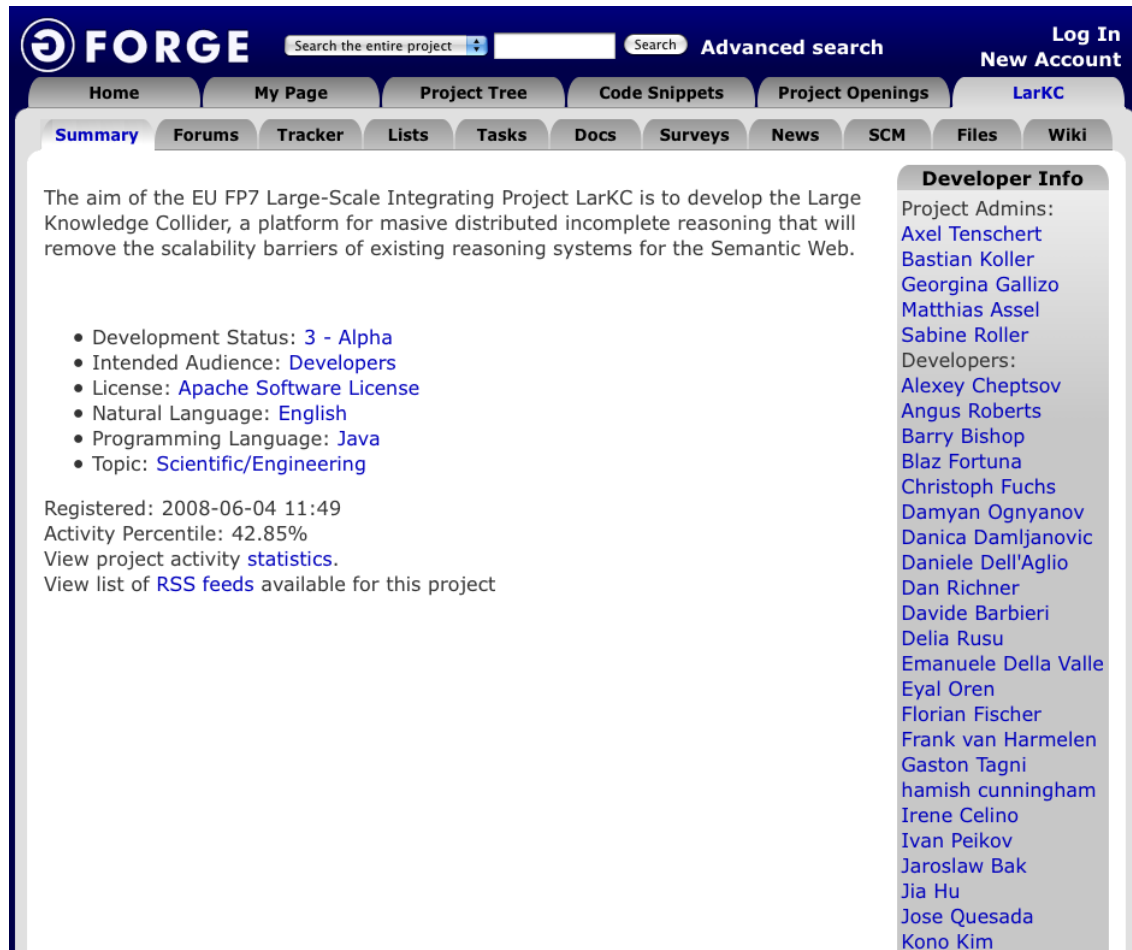 FORGE
Search the entire project Search Advanced search
Log In
New Account
Home My Page Project Tree Code Snippets Project Openings LarKC
Summary Forums Tracker Lists Tasks Docs Surveys News SCM Files Wiki
The aim of the EU FP7 Large-Scale Integrating Project LarKC is to develop the Large
Knowledge Collider, a platform for masive distributed incomplete reasoning that will
remove the scalability barriers of existing reasoning systems for the Semantic Web.
• Development Status: 3 - Alpha
• Intended Audience: Developers
• License: Apache Software License
• Natural Language: English
• Programming Language: Java
• Topic: Scientific/Engineering
Registered: 2008-06-04 11:49
Activity Percentile: 42.85%
View project activity statistics.
View list of RSS feeds available for this project
Developer Info
Project Admins:
Axel Tenschert
Bastian Koller
Georgina Gallizo
Matthias Assel
Sabine Roller
Developers:
Alexey Cheptsov
Angus Roberts
Barry Bishop
Blaz Fortuna
Christoph Fuchs
Damyan Ognyanov
Danica Damljanovic
Daniele Dell'Aglio
Dan Richner
Davide Barbieri
Delia Rusu
Emanuele Della Valle
Eyal Oren
Florian Fischer
Frank van Harmelen
Gaston Tagni
hamish cunningham
Irene Celino
Ivan Peikov
Jaroslaw Bak
Jia Hu
Jose Quesada
Kono Kim